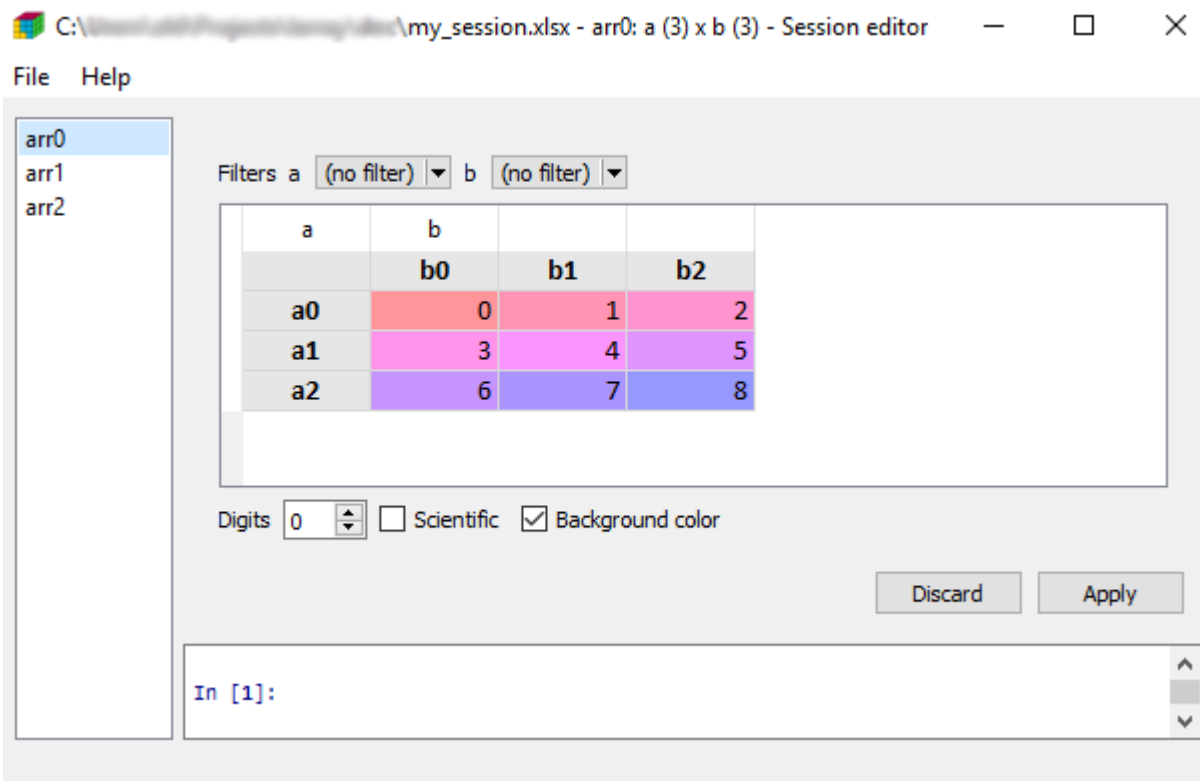 C:\ \my_session.xlsx - arr0: a (3) x b (3) - Session editor
File Help
arr0
arr1
arr2
Filters a (no filter) b (no filter)
a b
b0 b1 b2
a0 0 1 2
a1 3 4 5
a2 6 7 8
Digits 0 Scientific Background color
Discard Apply
In [1]: